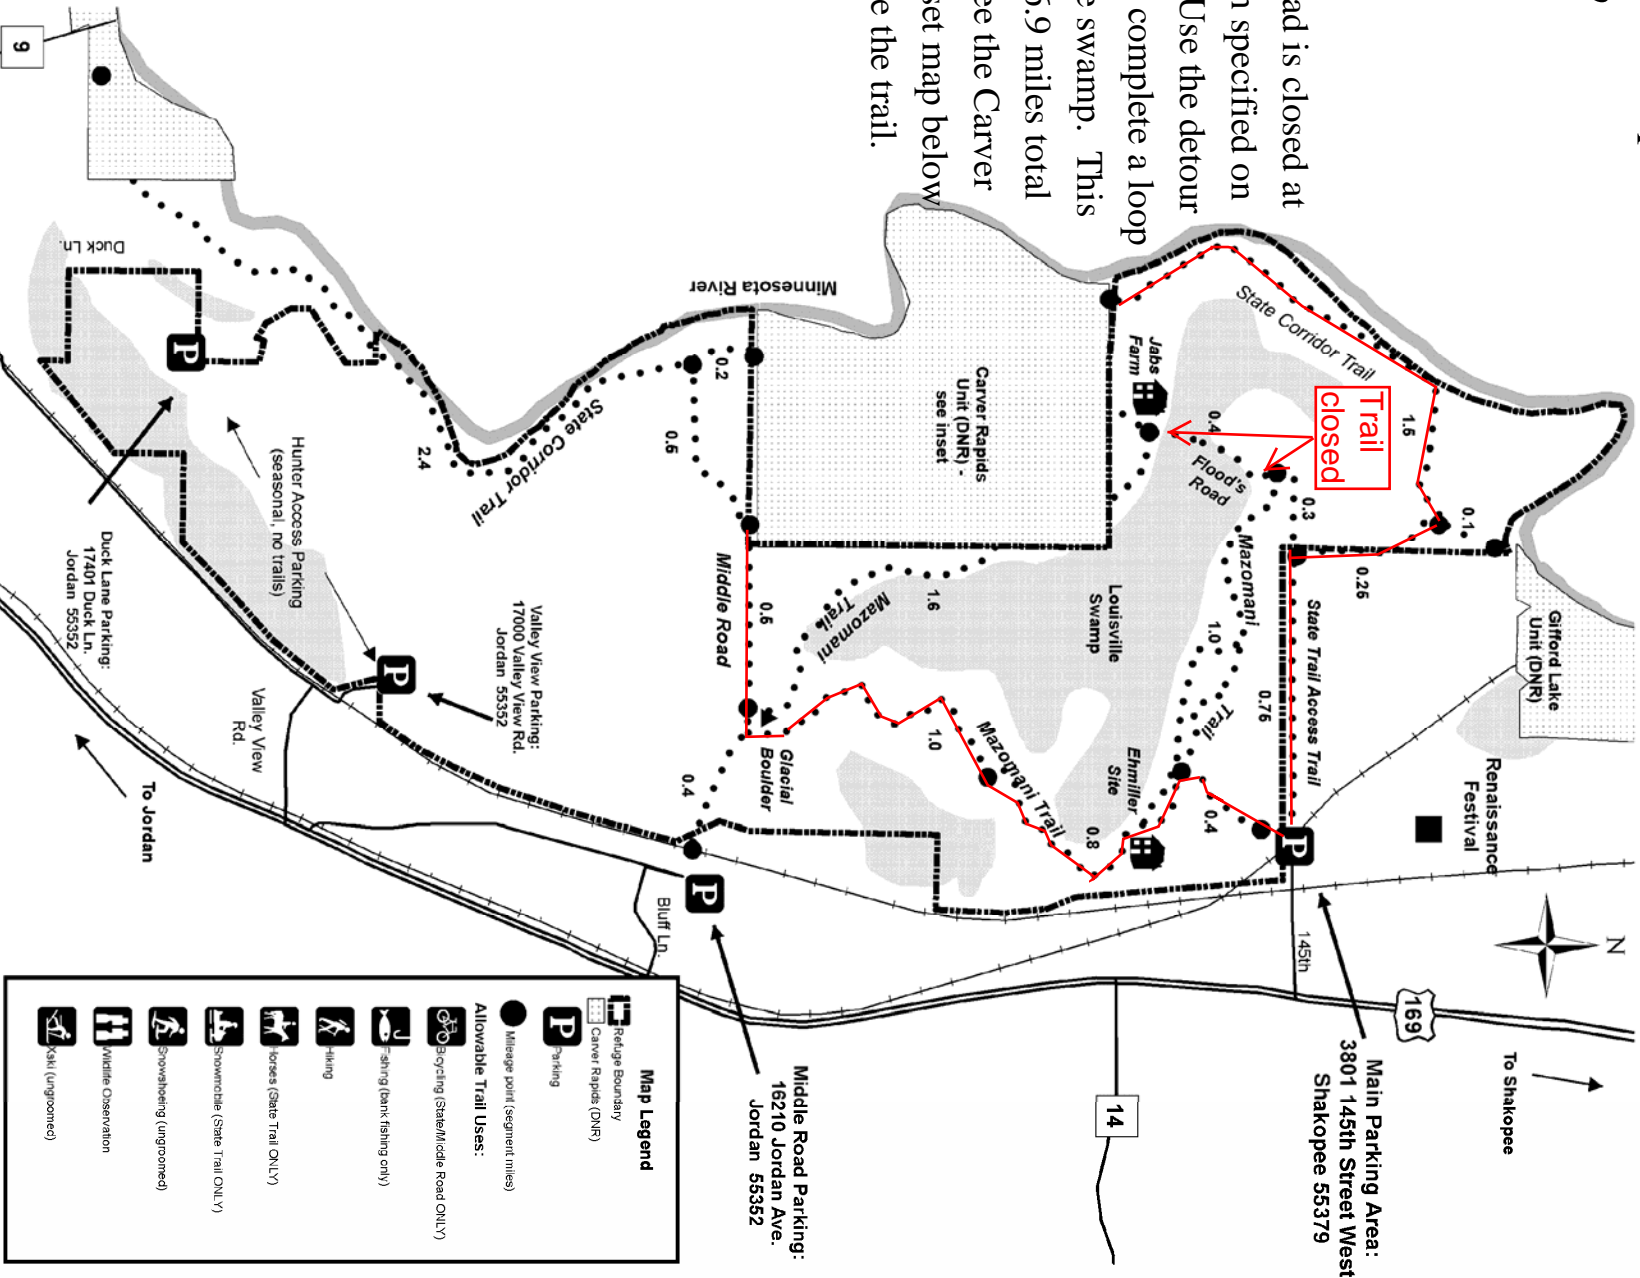 ad is closed at
n specified on
Use the detour
complete a loop
e swamp. This
6.9 miles total
ee the Carver
set map below
e the trail.
9
Duck Ln.
Minnesota River
State Corridor Trail
Jabs
Farm
Trail
closed
1.5
0.4
Flood's
Road
0.3
0.1
0.25
Carver Rapids
Unit (DNR) -
see inset
0.2
0.5
State Corridor Trail
2.4
Hunter Access Parking
(seasonal, no trails)
P
Duck Lane Parking:
17401 Duck Ln.
Jordan 55352
P
Valley View Parking:
17000 Valley View Rd.
Jordan 55352
Valley View
Rd.
To Jordan
Middle Road
0.5
Mazomani
Trail
1.6
Louisville
Swamp
Mazomani
Trail
1.0
State Trail Access Trail
0.75
Gifford Lake
Unit (DNR)
Renaissance
Festival
Glacial
Boulder
0.4
1.0
Mazomani Trail
0.8
Ehmiller
Site
0.4
P
P
Bluff Ln.
145th
N
169
To Shakopee
14
Main Parking Area:
3801 145th Street West
Shakopee 55379
Middle Road Parking:
16210 Jordan Ave.
Jordan 55352
Map Legend
Refuge Boundary
Carver Rapids (DNR)
P
Parking
Mileage point (segment miles)
Allowable Trail Uses:
Bicycling (State/Middle Road ONLY)
Fishing (bank fishing only)
Hiking
Horses (State Trail ONLY)
Snowmobile (State Trail ONLY)
Snowshoeing (ungroomed)
Wildlife Observation
Xski (ungroomed)